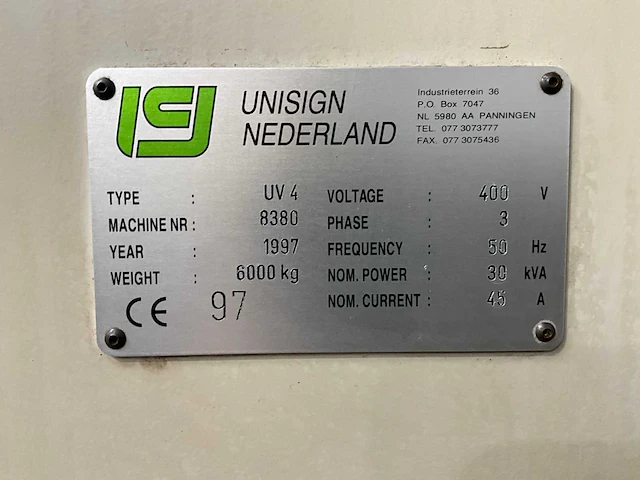 UNISIGN
NEDERLAND
Industrieterrein 36
P.O. Box 7047
NL 5980 AA PANNINGEN
TEL. 077 3073777
FAX. 077 3075436
TYPE : UV 4
MACHINE NR : 8380
YEAR : 1997
WEIGHT : 6000 kg
CE 97
VOLTAGE : 400 V
PHASE : 3
FREQUENCY : 50 Hz
NOM. POWER : 30 kVA
NOM. CURRENT : 45 A